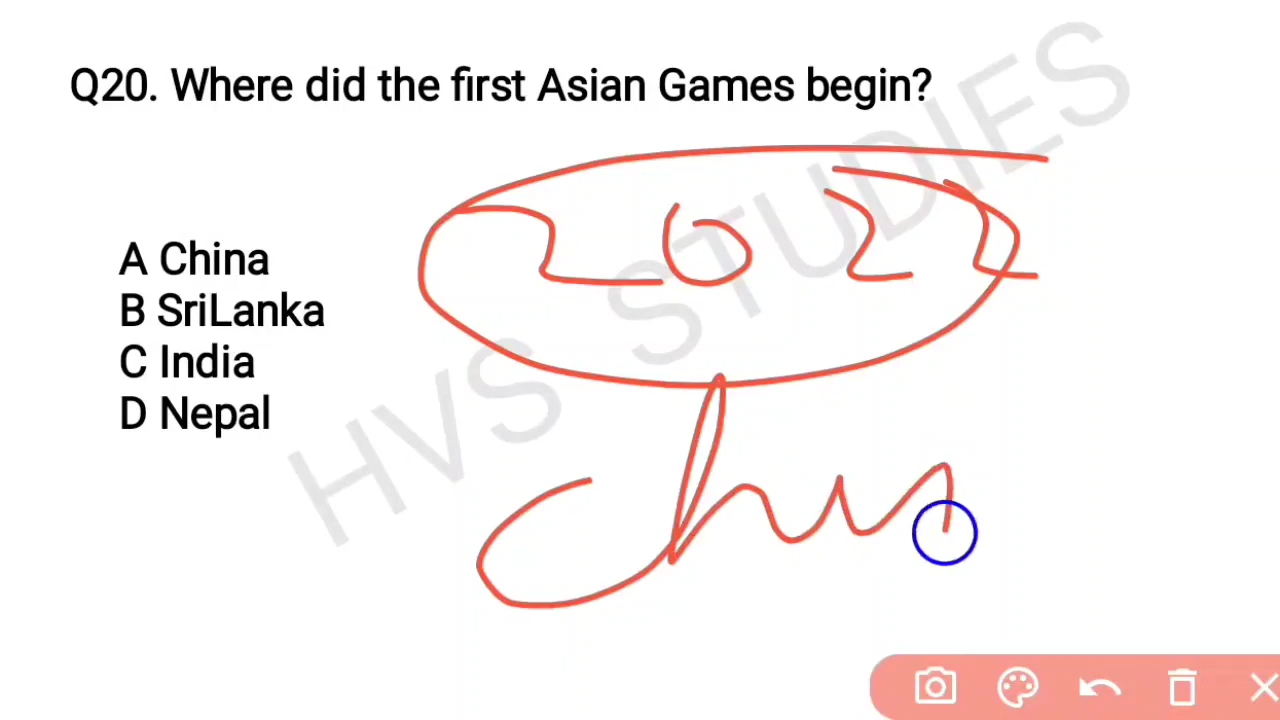 Q20. Where did the first Asian Games begin?
2022
A China
B SriLanka
C India
D Nepal
HVS STUDIES